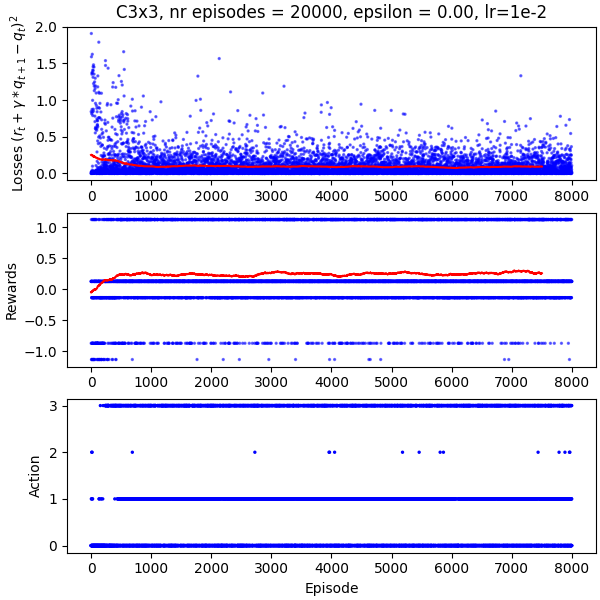 C3x3, nr episodes = 20000, epsilon = 0.00, lr=1e-2
Losses $(r_t + \gamma * q_{t+1} - q_t)^2$
2.0
1.5
1.0
0.5
0.0
0 1000 2000 3000 4000 5000 6000 7000 8000
Rewards
1.0
0.5
0.0
−0.5
−1.0
0 1000 2000 3000 4000 5000 6000 7000 8000
Action
3
2
1
0
0 1000 2000 3000 4000 5000 6000 7000 8000
Episode